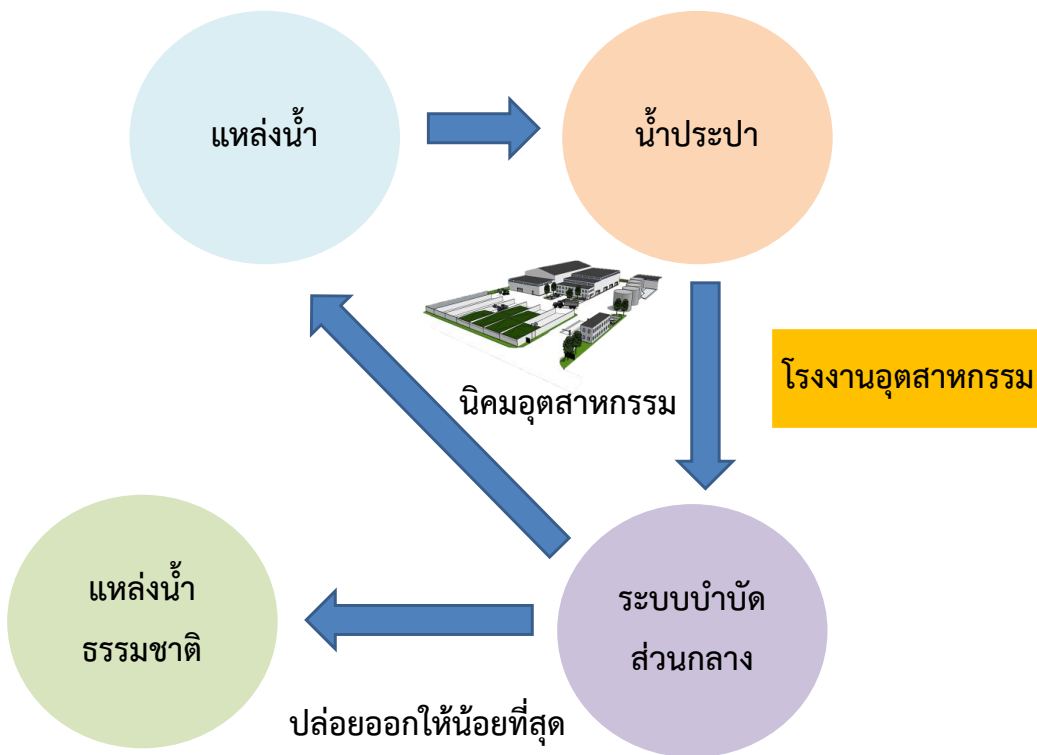 แหล่งน้ำ
น้ำประปา
นิคมอุตสาหกรรม
โรงงานอุตสาหกรรม
แหล่งน้ำ
ธรรมชาติ
ระบบบำบัด
ส่วนกลาง
ปล่อยออกให้น้อยที่สุด